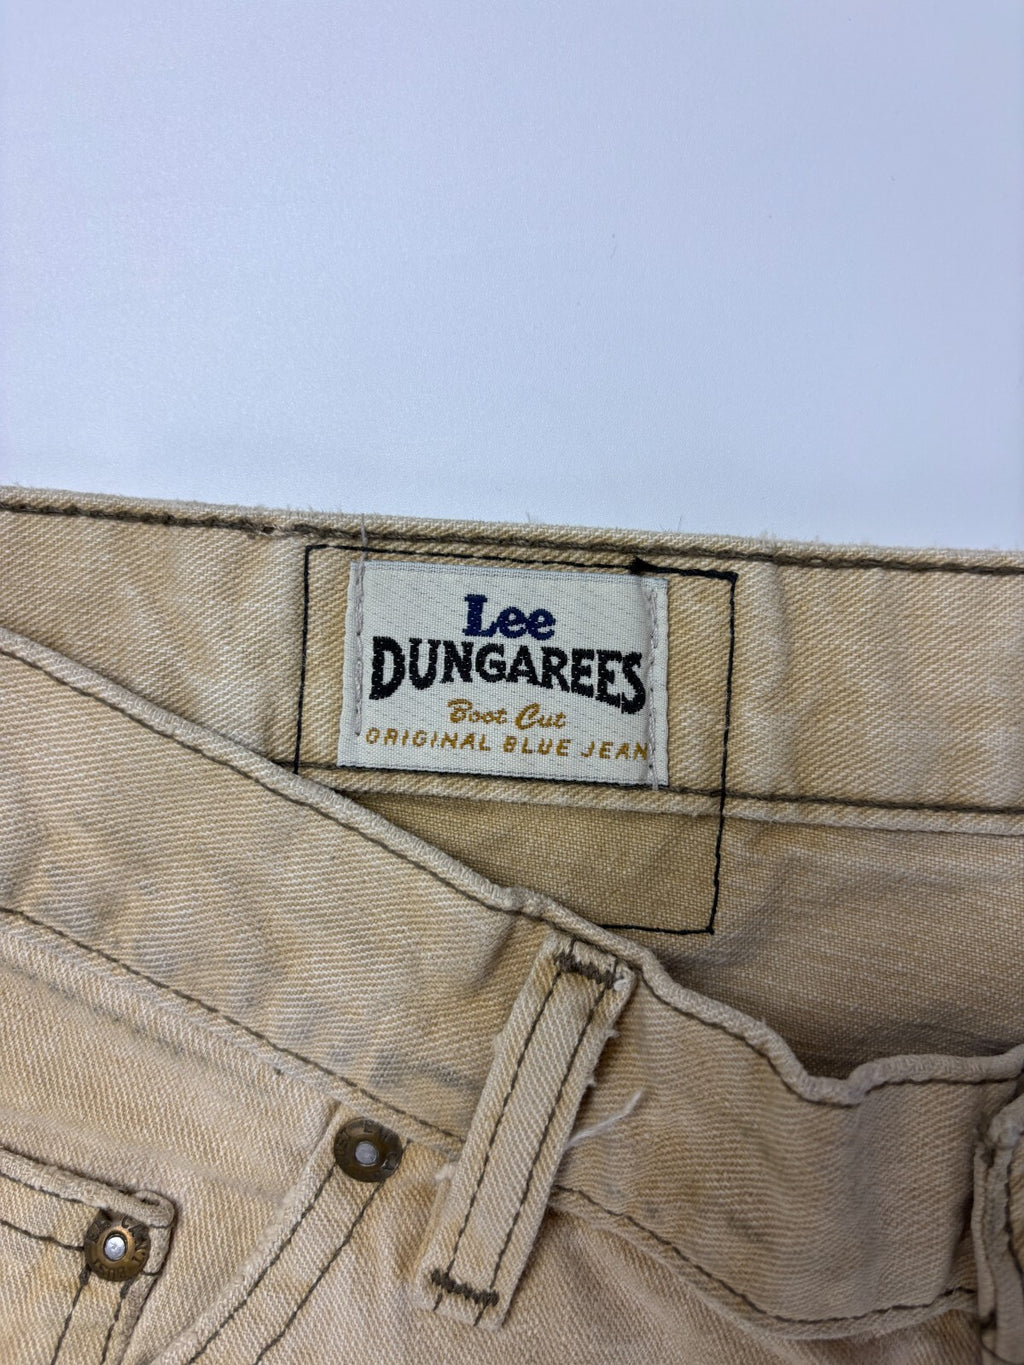 Lee
DUNGAREES
Boot Cut
ORIGINAL BLUE JEAN